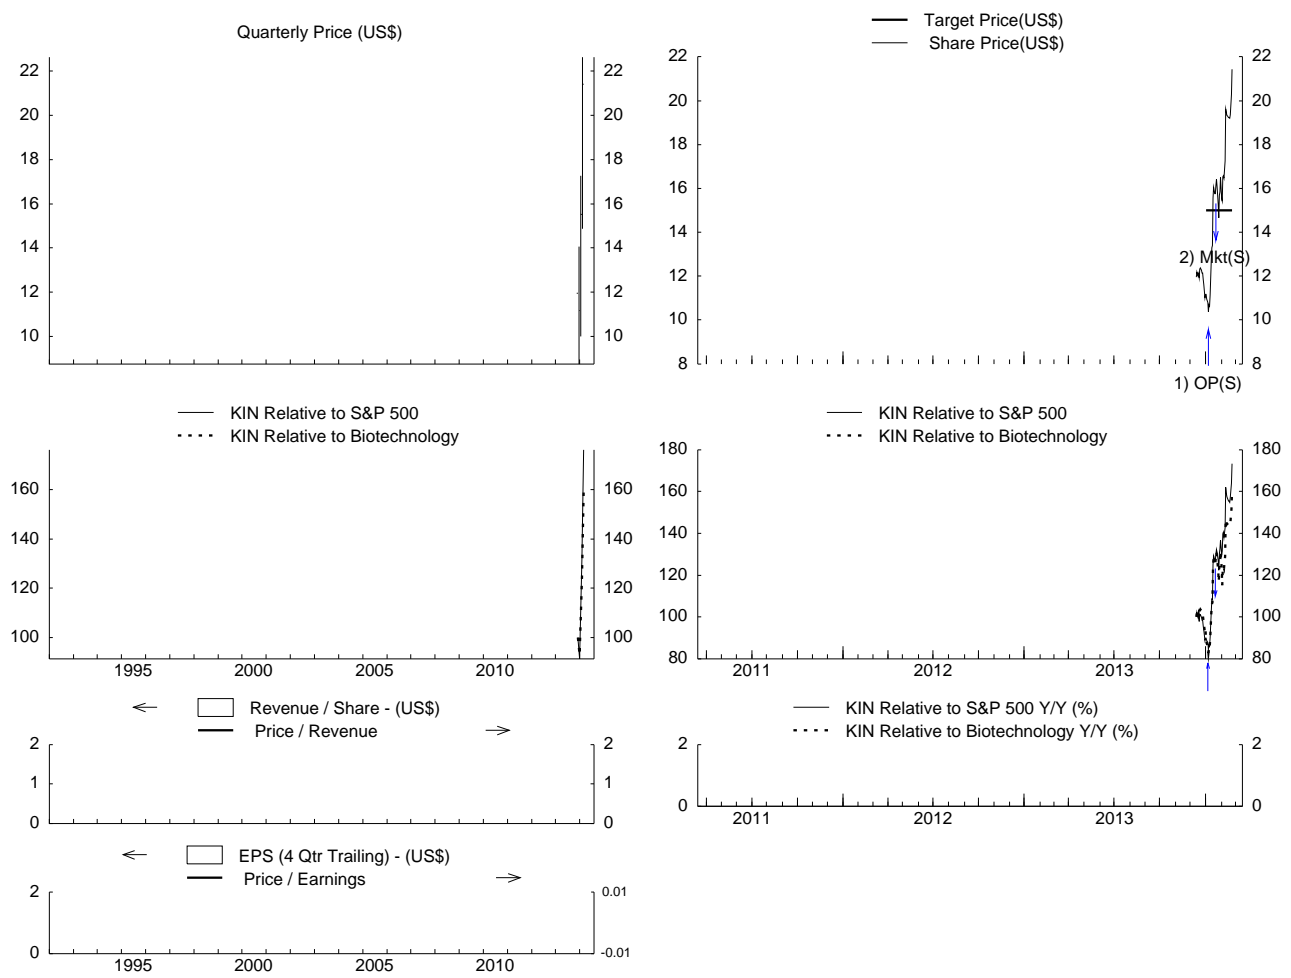 Quarterly Price (US$)
22 22
20 20
18 18
16 16
14 14
12 12
10 10
Target Price(US$)
Share Price(US$)
22 22
20 20
18 18
16 16
14 14
2) Mkt(S)
12 12
10 10
8 8
1) OP(S)
KIN Relative to S&P 500
KIN Relative to Biotechnology
160 160
140 140
120 120
100 100
1995 2000 2005 2010
KIN Relative to S&P 500
KIN Relative to Biotechnology
180 180
160 160
140 140
120 120
100 100
80 80
2011 2012 2013
Revenue / Share - (US$)
Price / Revenue
2 2
1 1
0 0
KIN Relative to S&P 500 Y/Y (%)
KIN Relative to Biotechnology Y/Y (%)
2 2
0 0
2011 2012 2013
EPS (4 Qtr Trailing) - (US$)
Price / Earnings
2 0.01
0 -0.01
1995 2000 2005 2010